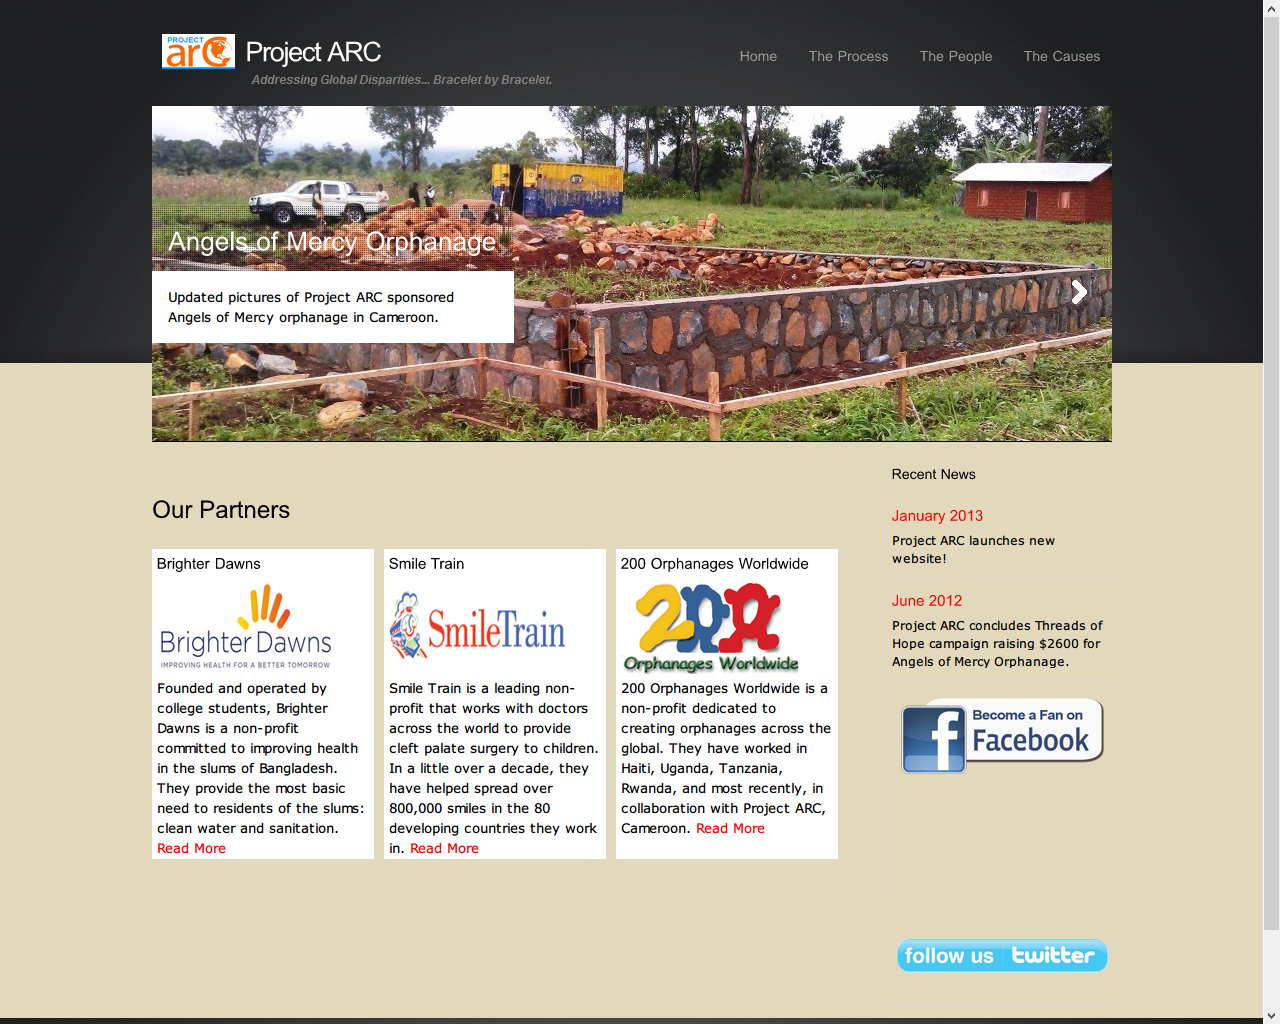 PROJECT
arc
Project ARC
Addressing Global Disparities... Bracelet by Bracelet.
Home
The Process
The People
The Causes
Angels of Mercy Orphanage
Updated pictures of Project ARC sponsored
Angels of Mercy orphanage in Cameroon.
Our Partners
Brighter Dawns
Brighter Dawns
IMPROVING HEALTH FOR A BETTER TOMORROW
Founded and operated by
college students, Brighter
Dawns is a non-profit
committed to improving health
in the slums of Bangladesh.
They provide the most basic
need to residents of the slums:
clean water and sanitation.
Read More
Smile Train
SmileTrain
Smile Train is a leading non-
profit that works with doctors
across the world to provide
cleft palate surgery to children.
In a little over a decade, they
have helped spread over
800,000 smiles in the 80
developing countries they work
in. Read More
200 Orphanages Worldwide
200
Orphanages Worldwide
200 Orphanages Worldwide is a
non-profit dedicated to
creating orphanages across the
global. They have worked in
Haiti, Uganda, Tanzania,
Rwanda, and most recently, in
collaboration with Project ARC,
Cameroon. Read More
Recent News
January 2013
Project ARC launches new
website!
June 2012
Project ARC concludes Threads of
Hope campaign raising $2600 for
Angels of Mercy Orphanage.
f
Become a Fan on
Facebook
follow us twitter